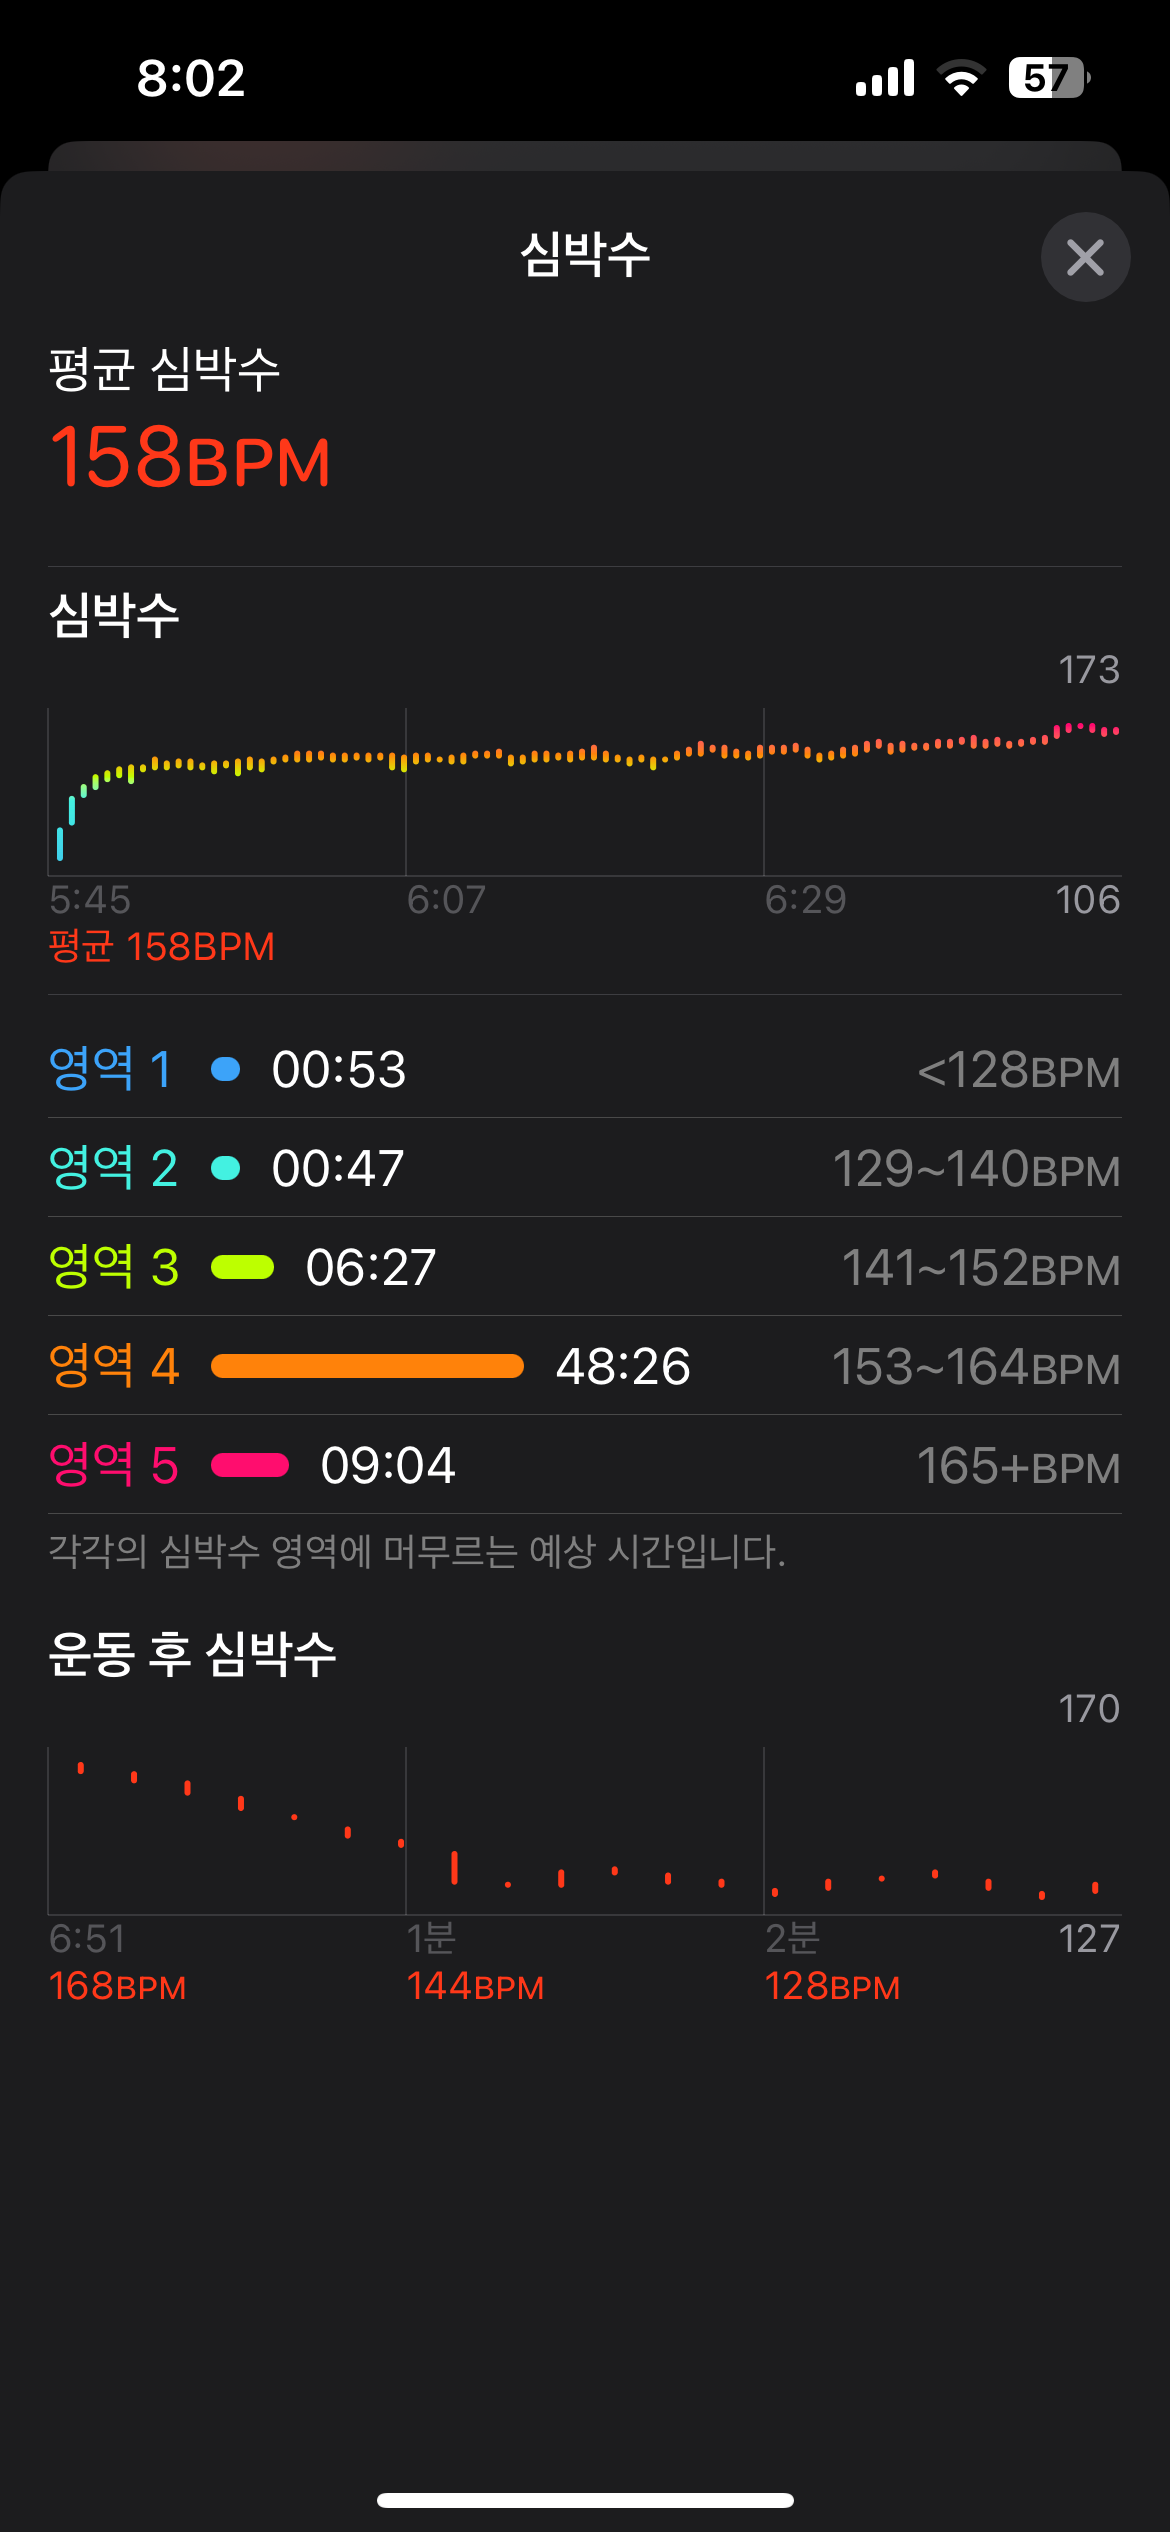 8:02
57
심박수
평균 심박수
158BPM
심박수
173
5:45 6:07 6:29 106
평균 158BPM
영역 1 00:53 <128BPM
영역 2 00:47 129~140BPM
영역 3 06:27 141~152BPM
영역 4 48:26 153~164BPM
영역 5 09:04 165+BPM
각각의 심박수 영역에 머무르는 예상 시간입니다.
운동 후 심박수
170
6:51 1분 2분 127
168BPM 144BPM 128BPM